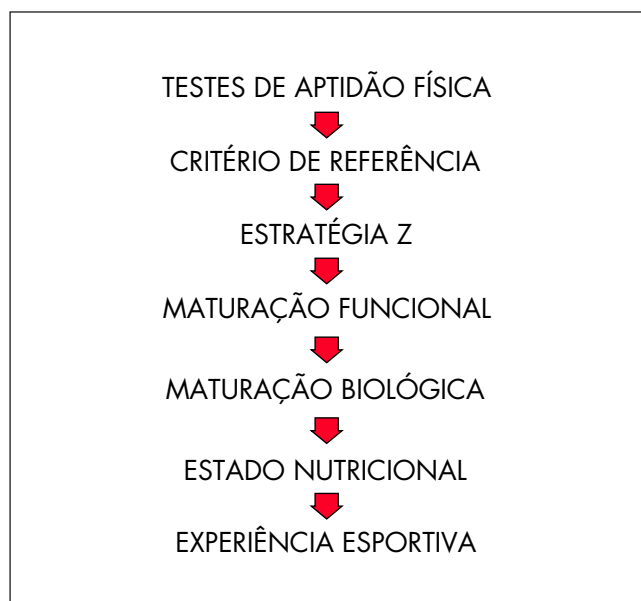 TESTES DE APTIDÃO FÍSICA
CRITÉRIO DE REFERÊNCIA
ESTRATÉGIA Z
MATURAÇÃO FUNCIONAL
MATURAÇÃO BIOLÓGICA
ESTADO NUTRICIONAL
EXPERIÊNCIA ESPORTIVA